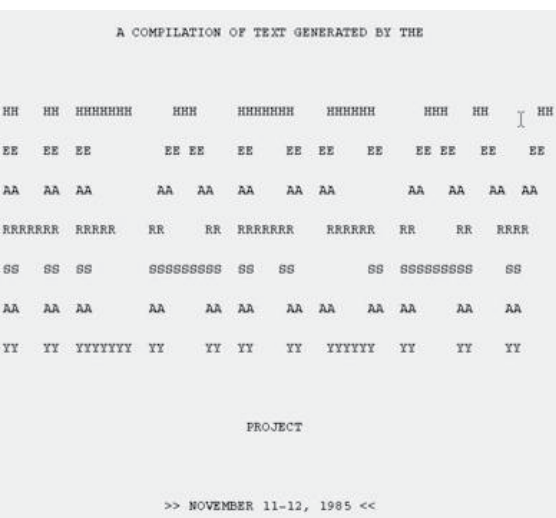 A COMPILATION OF TEXT GENERATED BY THE
HH HH HHHHHHH HHH HHHHHHH HHHHHH HHH HH HH
EE EE EE EE EE EE EE EE EE EE EE EE EE
AA AA AA AA AA AA AA AA AA AA AA AA
RRRRRRR RRRRR RR RR RRRRRRR RRRRRR RR RR RRRR
SS SS SS SSSSSSSSS SS SS SS SSSSSSSSS SS
AA AA AA AA AA AA AA AA AA AA AA AA
YY YY YYYYYYY YY YY YY YY YYYYYY YY YY YY
PROJECT
>> NOVEMBER 11-12, 1985 <<